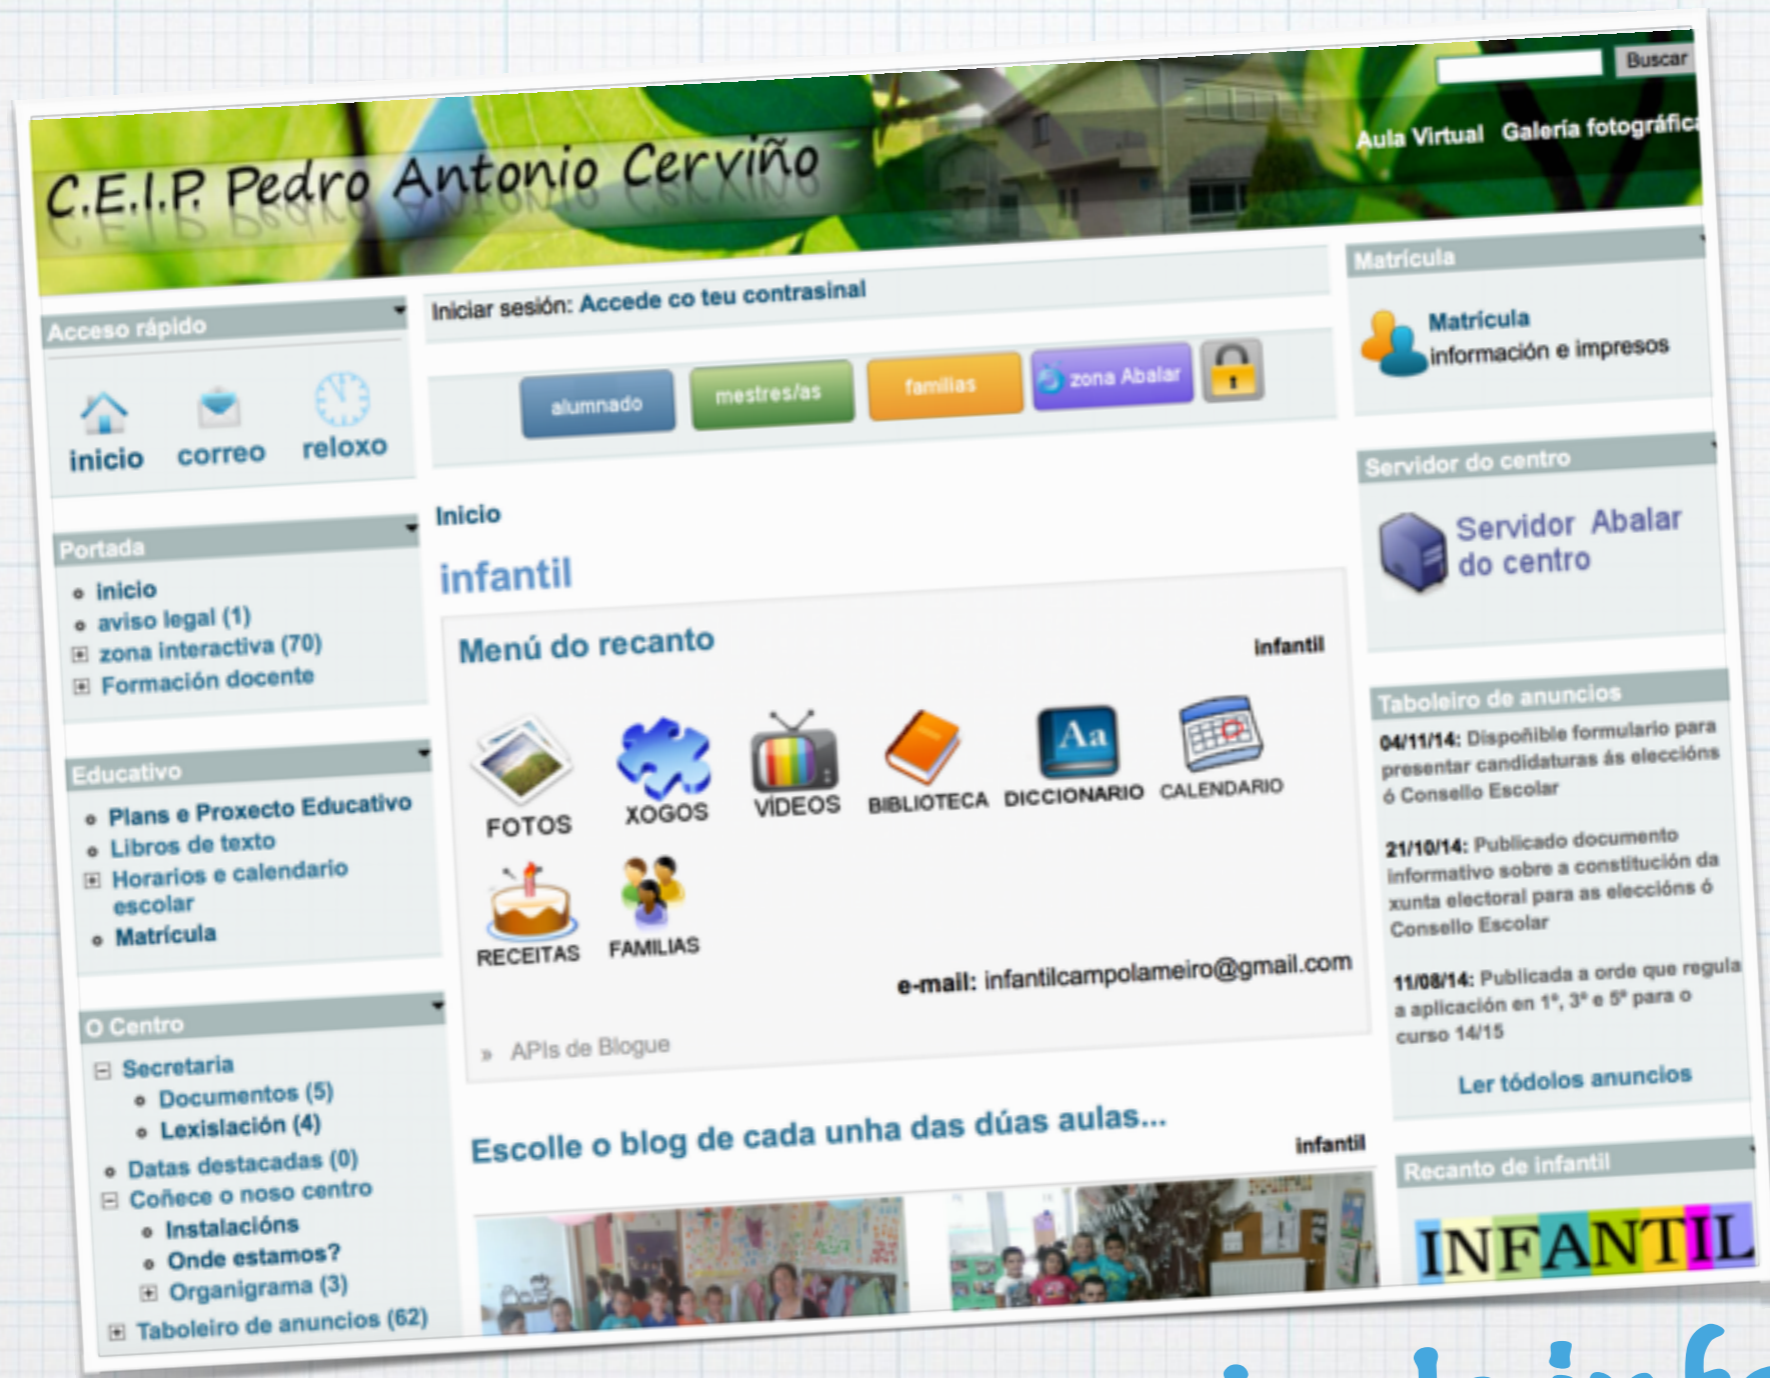 Buscar
Aula Virtual Galería fotográfica
C.E.I.P. Pedro Antonio Cerviño
Acceso rápido
inicio correo reloxo
Portada
inicio
aviso legal (1)
zona interactiva (70)
Formación docente
Educativo
Plans e Proxecto Educativo
Libros de texto
Horarios e calendario
escolar
Matrícula
O Centro
Secretaria
Documentos (5)
Lexislación (4)
Datas destacadas (0)
Coñece o noso centro
Instalacións
Onde estamos?
Organigrama (3)
Taboleiro de anuncios (62)
Iniciar sesión: Accede co teu contrasinal
alumnado mestres/as familias zona Abalar
Inicio
infantil
Menú do recanto
infantil
FOTOS XOGOS VÍDEOS BIBLIOTECA DICCIONARIO CALENDARIO
Aa
RECEITAS FAMILIAS
e-mail: infantilcampolameiro@gmail.com
» APIs de Blogue
Escolle o blog de cada unha das dúas aulas...
infantil
Matrícula
Matrícula
información e impresos
Servidor do centro
Servidor Abalar
do centro
Taboleiro de anuncios
04/11/14: Dispoñible formulario para
presentar candidaturas ás eleccións
ó Consello Escolar
21/10/14: Publicado documento
informativo sobre a constitución da
xunta electoral para as eleccións ó
Consello Escolar
11/08/14: Publicada a orde que regula
a aplicación en 1º, 3º e 5º para o
curso 14/15
Ler tódolos anuncios
Recanto de infantil
INFANTIL